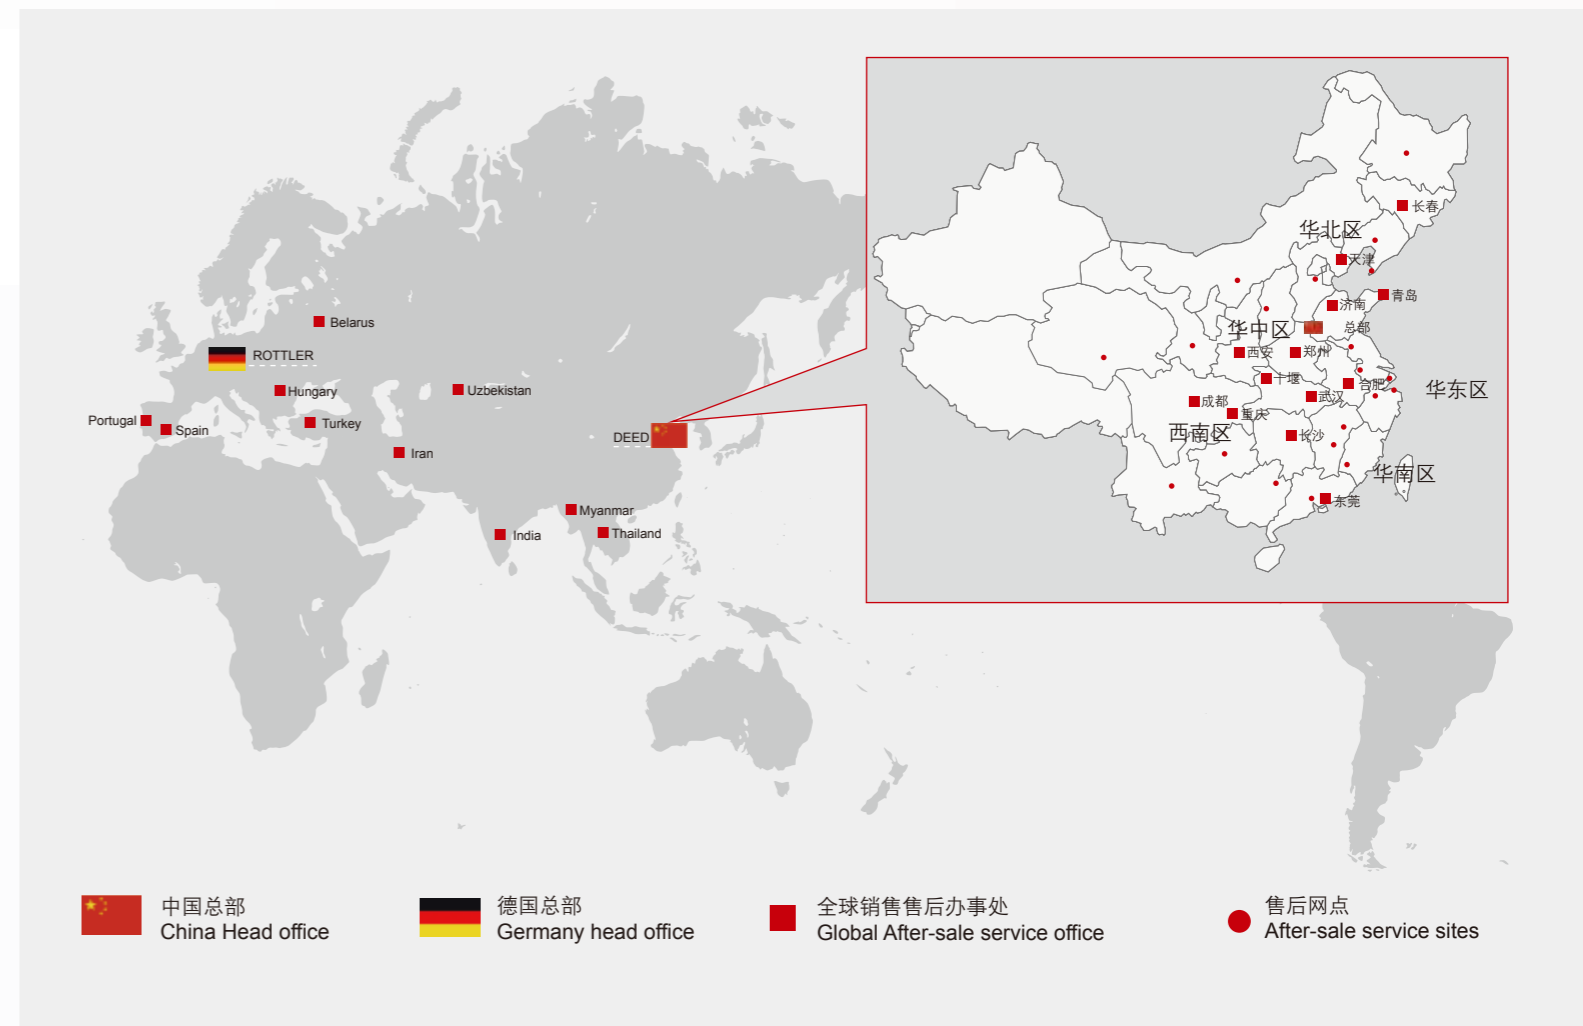 Belarus
ROTTLER
Hungary
Uzbekistan
Portugal
Spain
Turkey
Iran
DEED
Myanmar
India
Thailand
长春
华北区
天津
青岛
济南
华中区
总部
西安
郑州
十堰
合肥
华东区
成都
武汉
重庆
西南区
长沙
华南区
东莞
中国总部
China Head office
德国总部
Germany head office
全球销售售后办事处
Global After-sale service office
售后网点
After-sale service sites